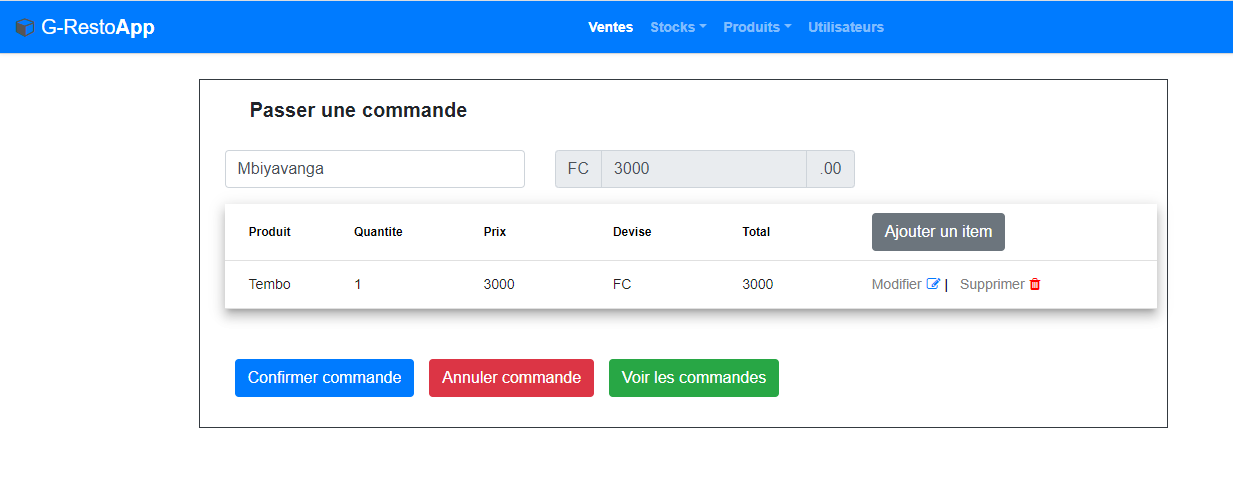 G-RestoApp Ventes Stocks Produits Utilisateurs
Passer une commande
Mbiyavanga FC 3000 .00
Produit Quantite Prix Devise Total Ajouter un item
Tembo 1 3000 FC 3000 Modifier | Supprimer
Confirmer commande Annuler commande Voir les commandes